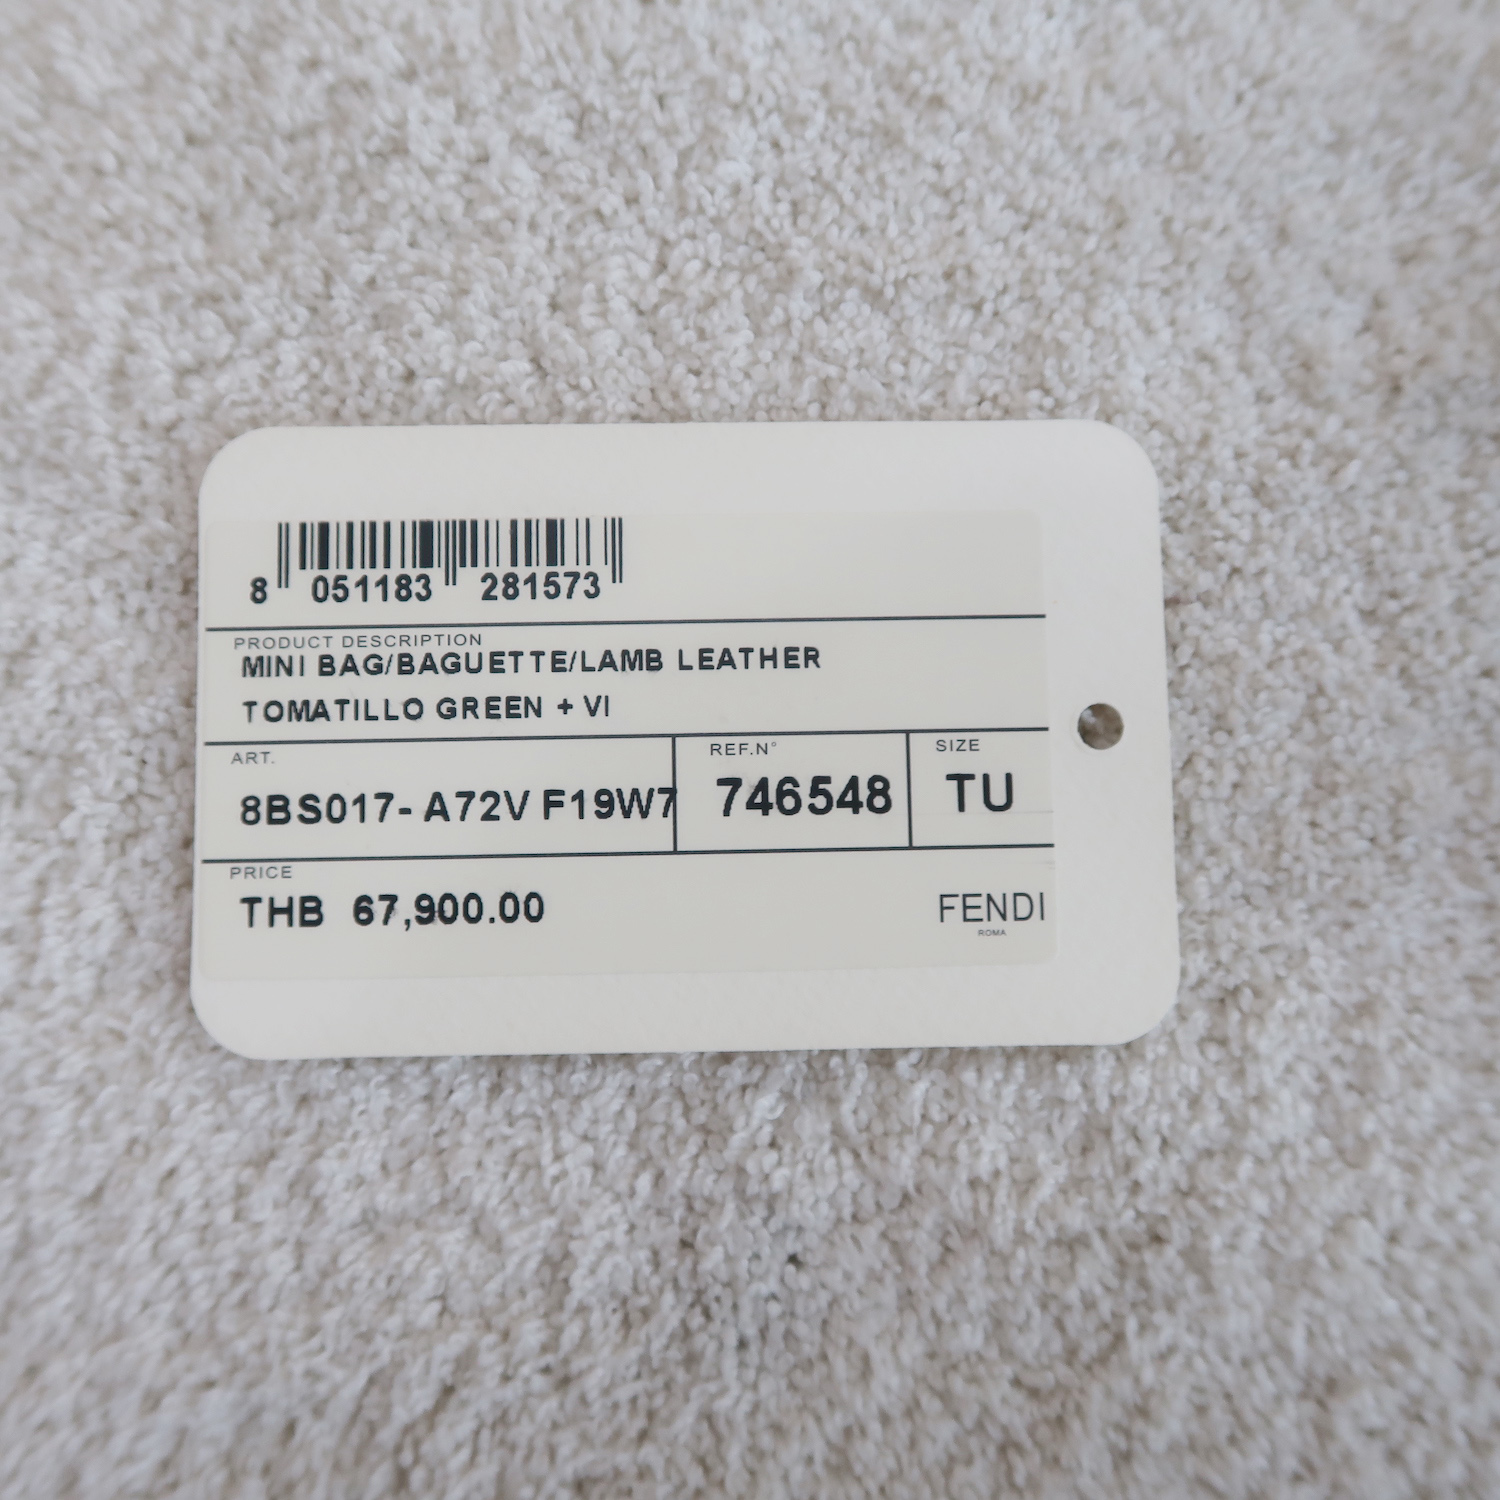 8 051183 281573
PRODUCT DESCRIPTION
MINI BAG/BAGUETTE/LAMB LEATHER
TOMATILLO GREEN + VI
ART. REF.N° SIZE
8BS017- A72V F19W7 746548 TU
PRICE
THB 67,900.00 FENDI
ROMA